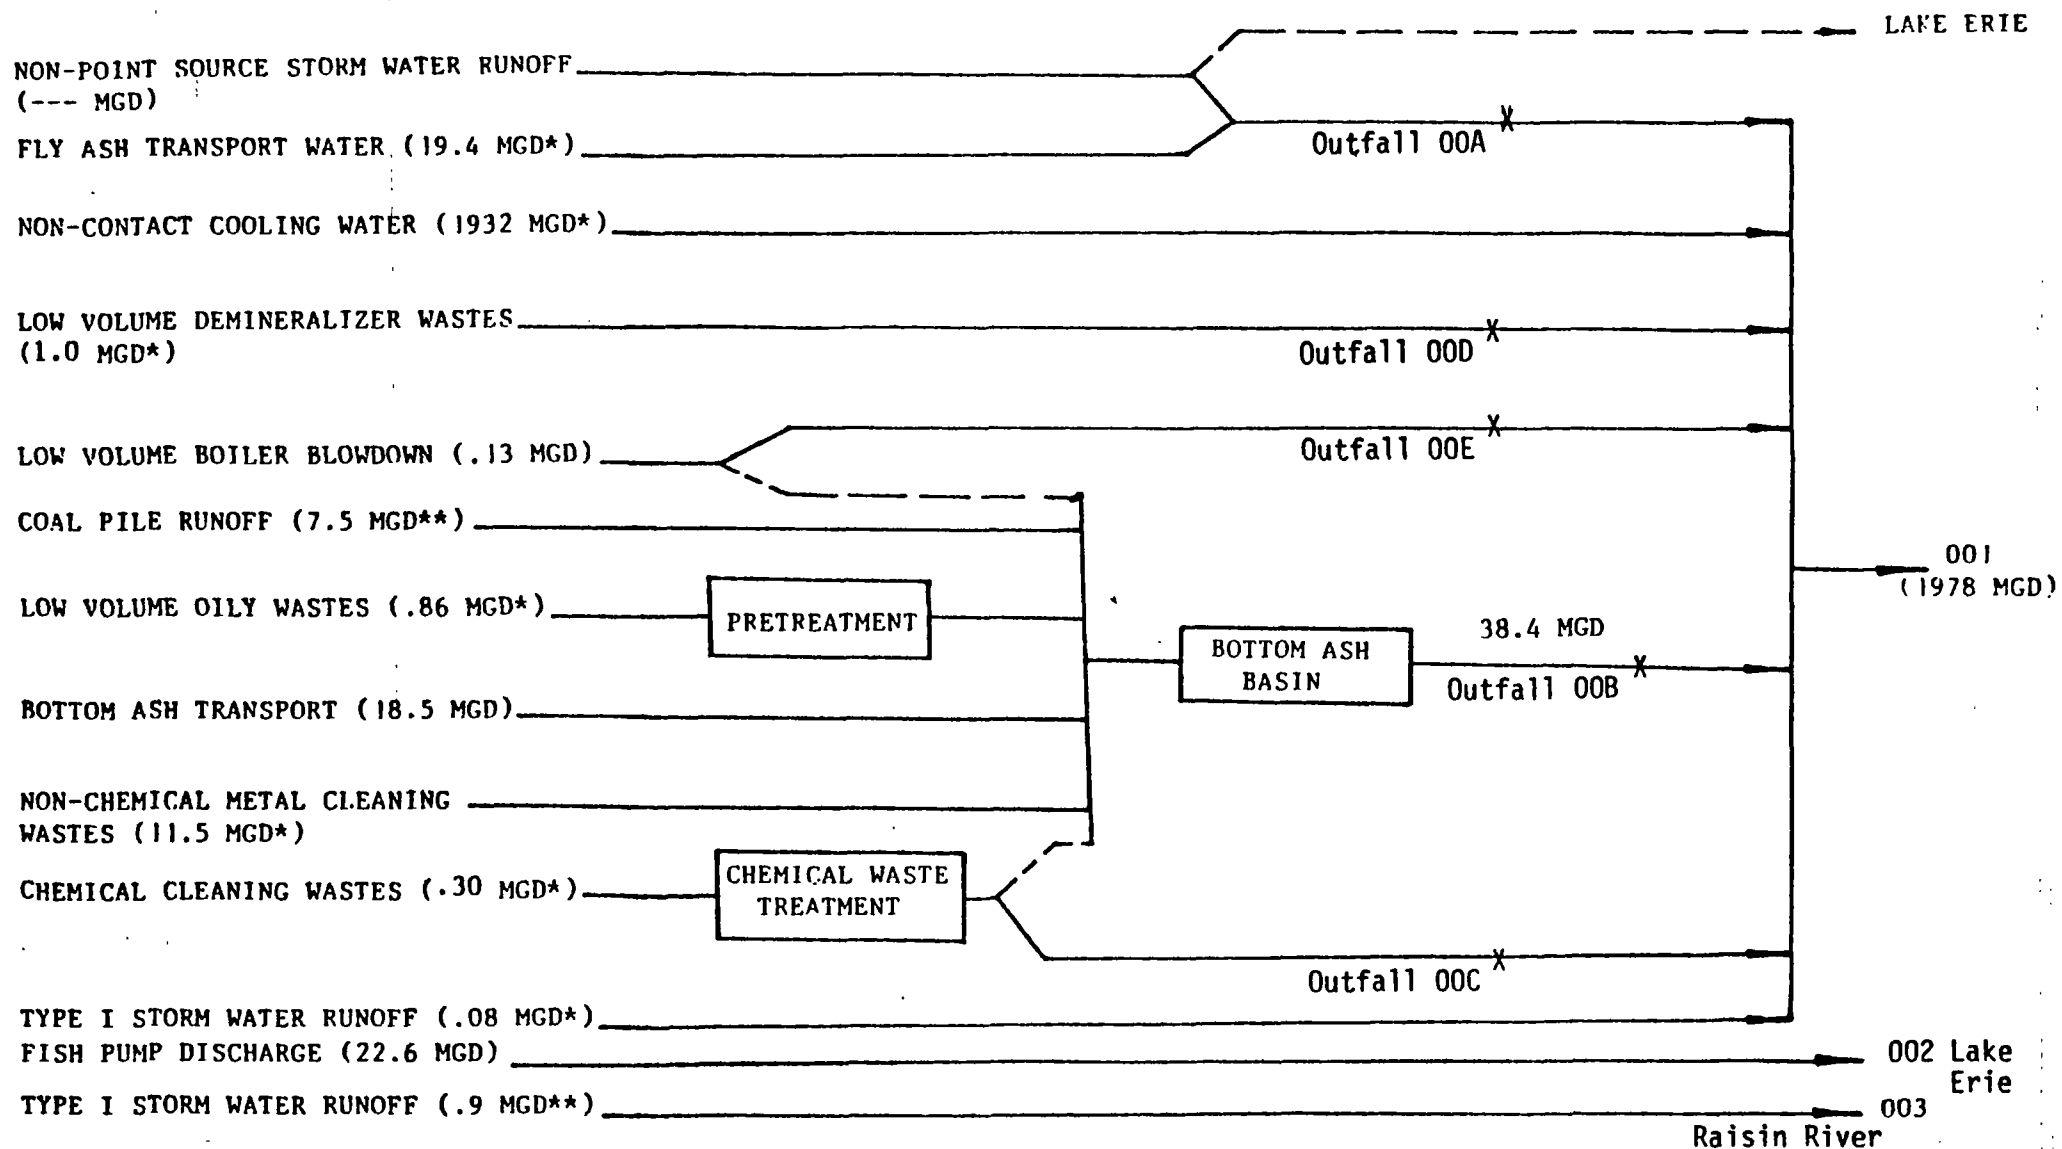 LAKE ERIE
NON-POINT SOURCE STORM WATER RUNOFF
(--- MGD)
FLY ASH TRANSPORT WATER (19.4 MGD*)
Outfall 00A
NON-CONTACT COOLING WATER (1932 MGD*)
LOW VOLUME DEMINERALIZER WASTES
(1.0 MGD*)
Outfall 00D
LOW VOLUME BOILER BLOWDOWN (.13 MGD)
Outfall 00E
COAL PILE RUNOFF (7.5 MGD**)
001
(1978 MGD)
LOW VOLUME OILY WASTES (.86 MGD*)
PRETREATMENT
BOTTOM ASH
BASIN
38.4 MGD
Outfall 00B
BOTTOM ASH TRANSPORT (18.5 MGD)
NON-CHEMICAL METAL CLEANING
WASTES (11.5 MGD*)
CHEMICAL CLEANING WASTES (.30 MGD*)
CHEMICAL WASTE
TREATMENT
Outfall 00C
TYPE I STORM WATER RUNOFF (.08 MGD*)
FISH PUMP DISCHARGE (22.6 MGD)
002 Lake
Erie
TYPE I STORM WATER RUNOFF (.9 MGD**)
003
Raisin River